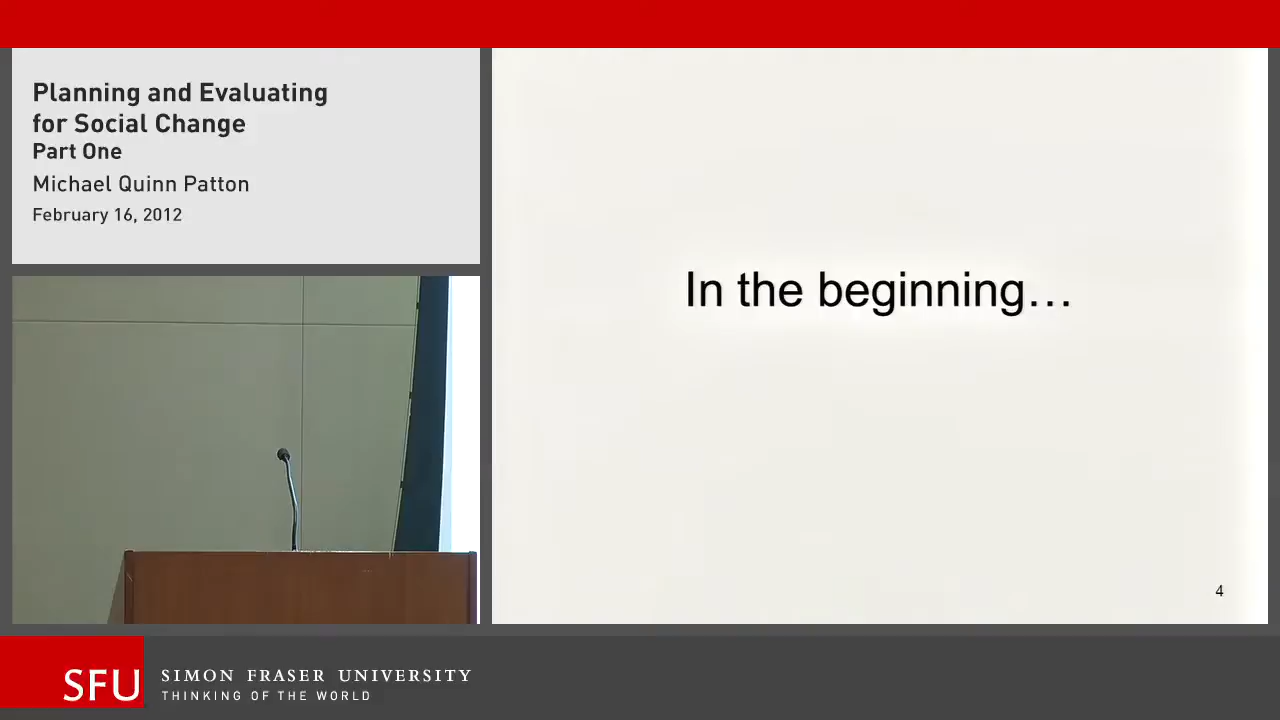 Planning and Evaluating
for Social Change
Part One
Michael Quinn Patton
February 16, 2012
In the beginning…
4
SFU
SIMON FRASER UNIVERSITY
THINKING OF THE WORLD